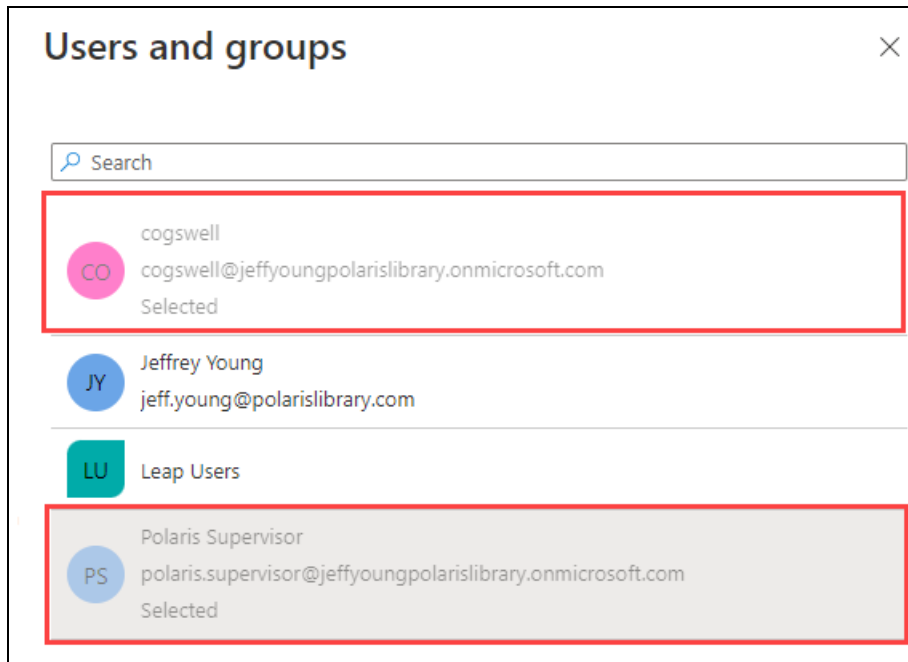 Users and groups
Search
CO
cogswell
cogswell@jeffyoungpolarislibrary.onmicrosoft.com
Selected
JY
Jeffrey Young
jeff.young@polarislibrary.com
LU
Leap Users
PS
Polaris Supervisor
polaris.supervisor@jeffyoungpolarislibrary.onmicrosoft.com
Selected